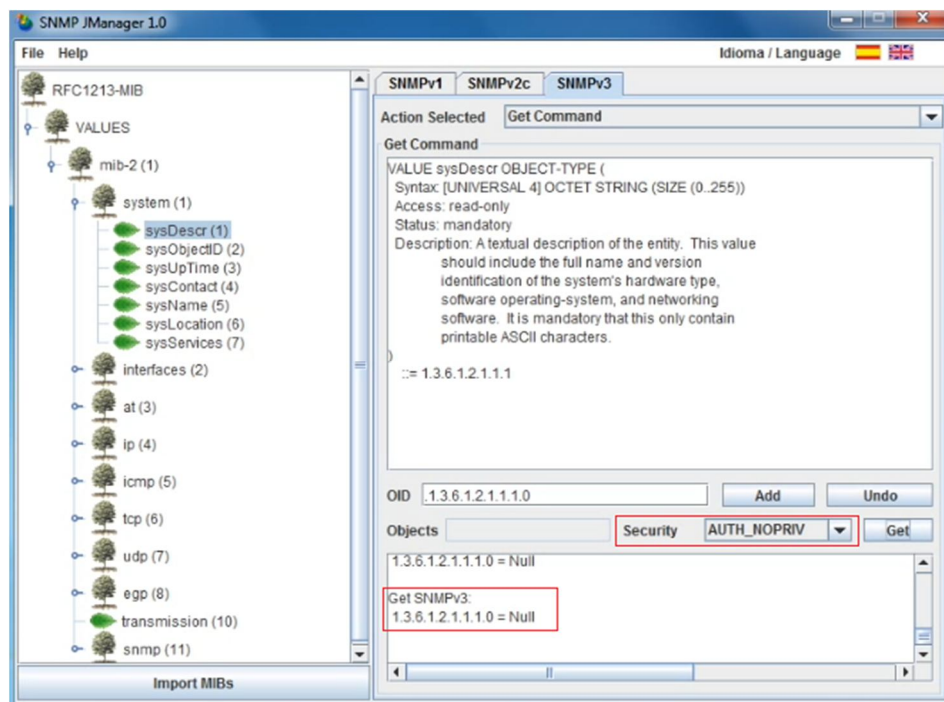 SNMP JManager 1.0
File Help
Idioma / Language
RFC1213-MIB
VALUES
mib-2 (1)
system (1)
sysDescr (1)
sysObjectID (2)
sysUpTime (3)
sysContact (4)
sysName (5)
sysLocation (6)
sysServices (7)
interfaces (2)
at (3)
ip (4)
icmp (5)
tcp (6)
udp (7)
egp (8)
transmission (10)
snmp (11)
Import MIBs
SNMPv1 SNMPv2c SNMPv3
Action Selected Get Command
Get Command
VALUE sysDescr OBJECT-TYPE (
Syntax: [UNIVERSAL 4] OCTET STRING (SIZE (0..255))
Access: read-only
Status: mandatory
Description: A textual description of the entity. This value
should include the full name and version
identification of the system's hardware type,
software operating-system, and networking
software. It is mandatory that this only contain
printable ASCII characters.
)
::= 1.3.6.1.2.1.1.1
OID .1.3.6.1.2.1.1.1.0 Add Undo
Objects Security AUTH_NOPRIV Get
1.3.6.1.2.1.1.1.0 = Null
Get SNMPv3:
1.3.6.1.2.1.1.1.0 = Null